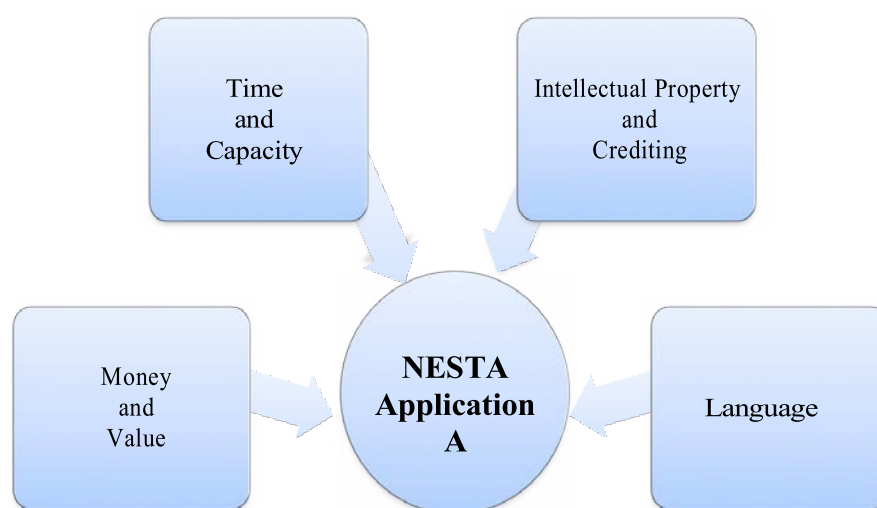 Time
and
Capacity
Intellectual Property
and
Crediting
Money
and
Value
NESTA
Application
A
Language